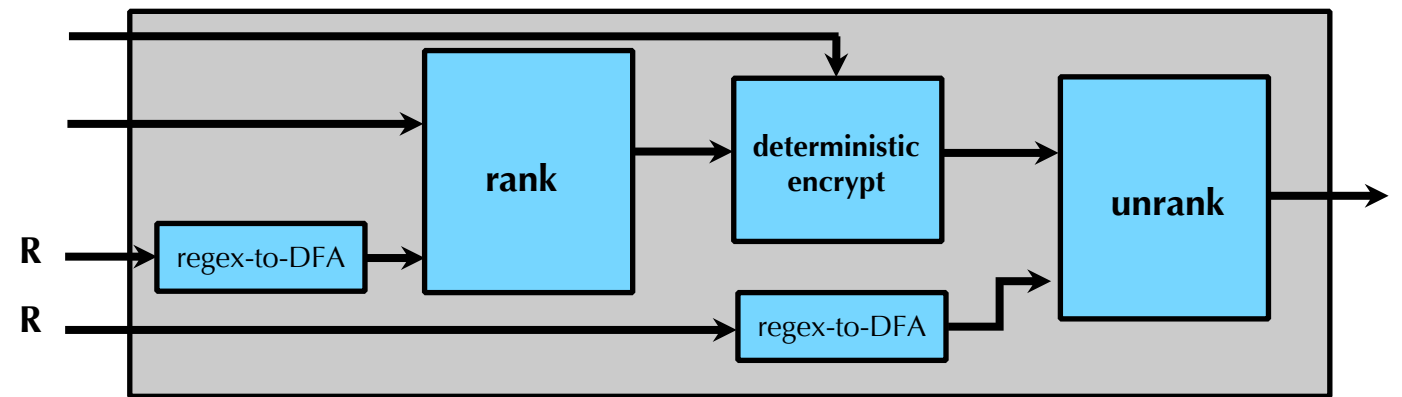 rank
deterministic
encrypt
unrank
R
regex-to-DFA
R
regex-to-DFA